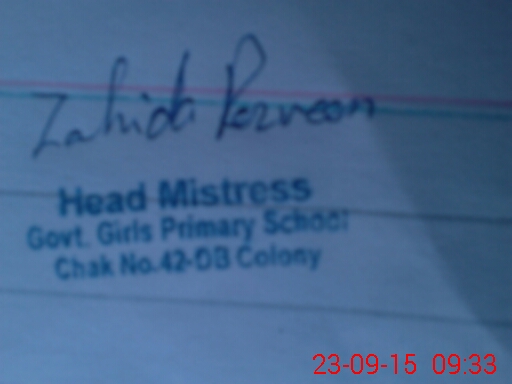 Zahida Perveen
Head Mistress
Govt. Girls Primary School
Chak No.42-DB Colony
23-09-15 09:33